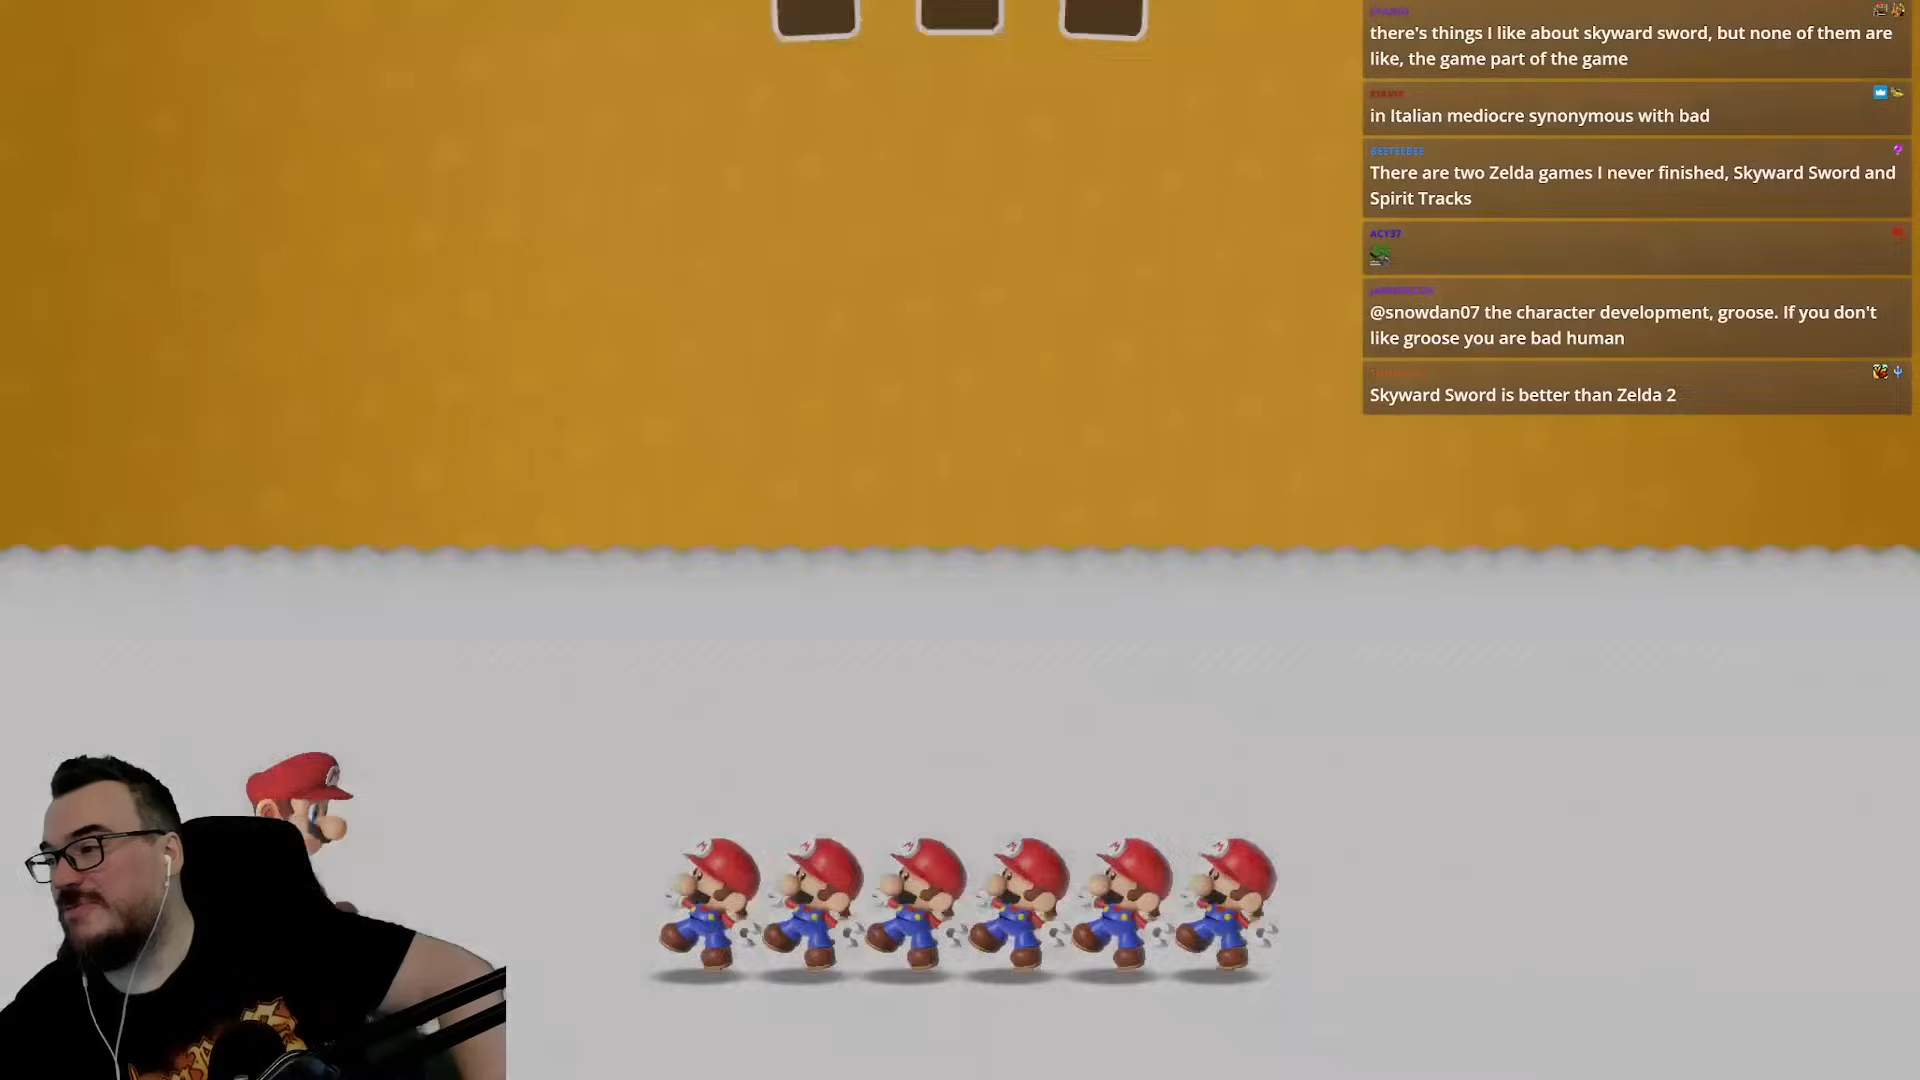 there's things I like about skyward sword, but none of them are
like, the game part of the game
in Italian mediocre synonymous with bad
BEETEEBEE
There are two Zelda games I never finished, Skyward Sword and
Spirit Tracks
ACY37
@snowdan07 the character development, groose. If you don't
like groose you are bad human
Skyward Sword is better than Zelda 2